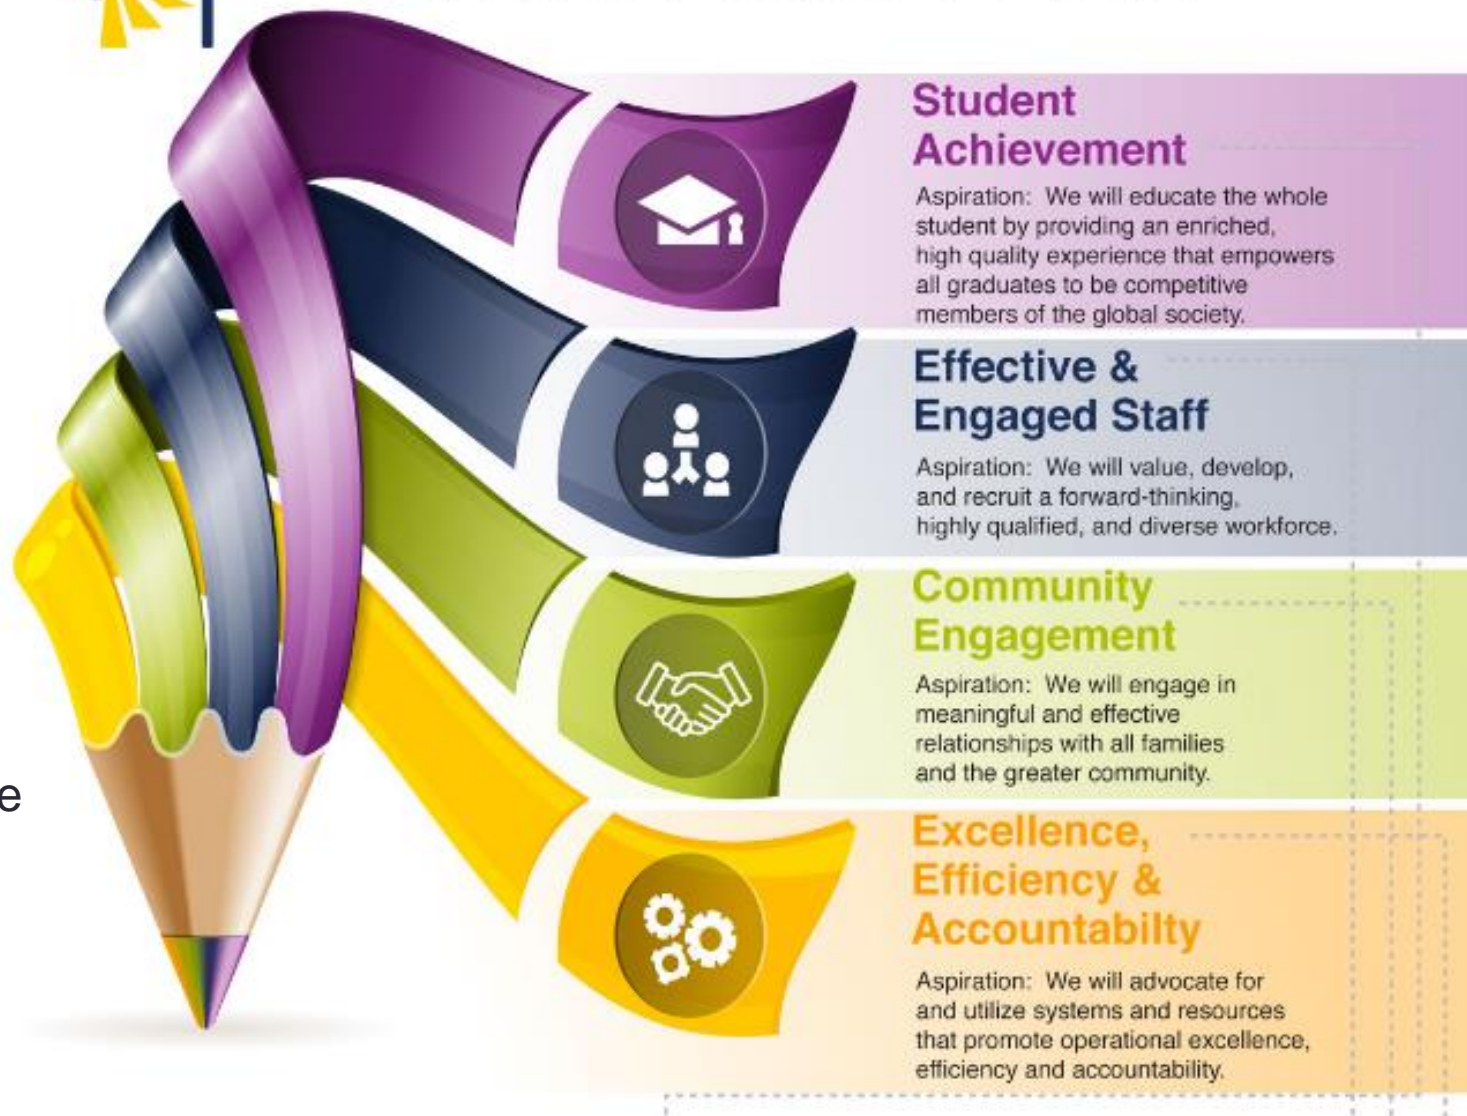 Student
Achievement
Aspiration: We will educate the whole
student by providing an enriched,
high quality experience that empowers
all graduates to be competitive
members of the global society.
Effective &
Engaged Staff
Aspiration: We will value, develop,
and recruit a forward-thinking,
highly qualified, and diverse workforce.
Community
Engagement
Aspiration: We will engage in
meaningful and effective
relationships with all families
and the greater community.
e
Excellence,
Efficiency &
Accountabilty
Aspiration: We will advocate for
and utilize systems and resources
that promote operational excellence,
efficiency and accountability.